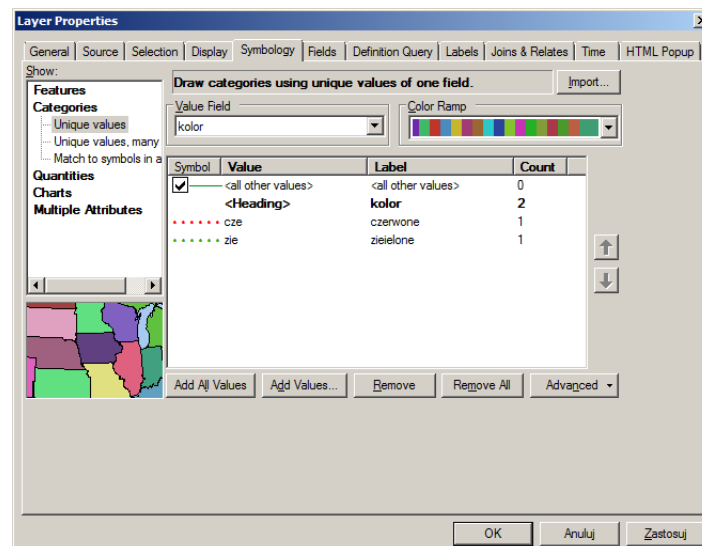 Layer Properties
General Source Selection Display Symbology Fields Definition Query Labels Joins & Relates Time HTML Popup
Show:
Features
Categories
Unique values
Unique values, many
Match to symbols in a
Quantities
Charts
Multiple Attributes
Draw categories using unique values of one field.
Import...
Value Field
kolor
Color Ramp
Symbol Value Label Count
<all other values> <all other values> 0
<Heading> kolor 2
cze czerwone 1
zie zieielone 1
Add All Values Add Values... Remove Remove All Advanced
OK Anuluj Zastosuj